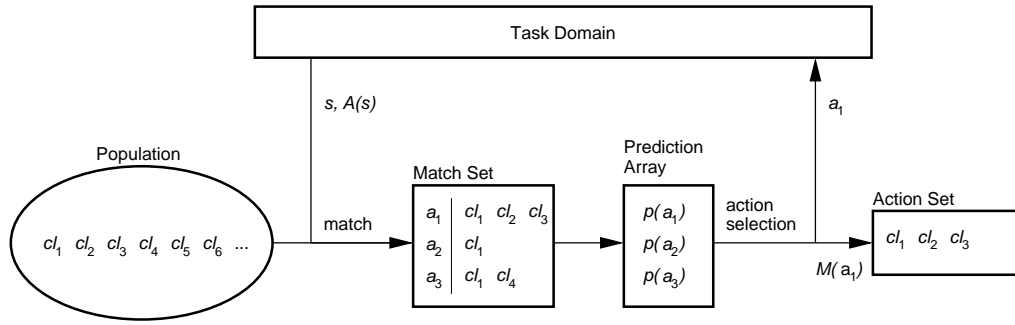 Task Domain
s, A(s)
a1
Population
cl1 cl2 cl3 cl4 cl5 cl6 ...
match
Match Set
a1 cl1 cl2 cl3
a2 cl1
a3 cl1 cl4
Prediction
Array
p(a1)
p(a2)
p(a3)
action
selection
M(a1)
Action Set
cl1 cl2 cl3